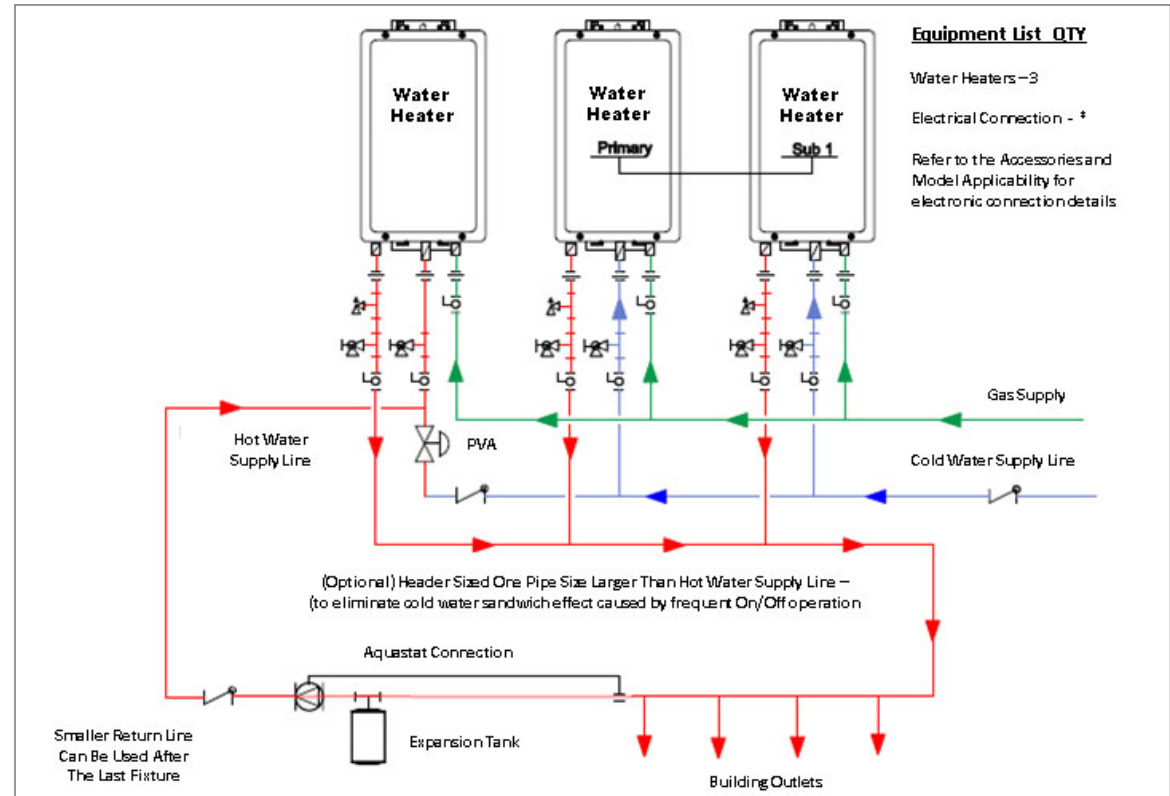 Equipment List QTY
Water
Heater
Water
Heater
Primary
Water
Heater
Sub 1
Water Heaters – 3
Electrical Connection - *
Refer to the Accessories and
Model Applicability for
electronic connection details
Gas Supply
Hot Water
Supply Line
PVA
Cold Water Supply Line
(Optional) Header Sized One Pipe Size Larger Than Hot Water Supply Line –
(to eliminate cold water sandwich effect caused by frequent On/Off operation
Aquastat Connection
Smaller Return Line
Can Be Used After
The Last Fixture
Expansion Tank
Building Outlets